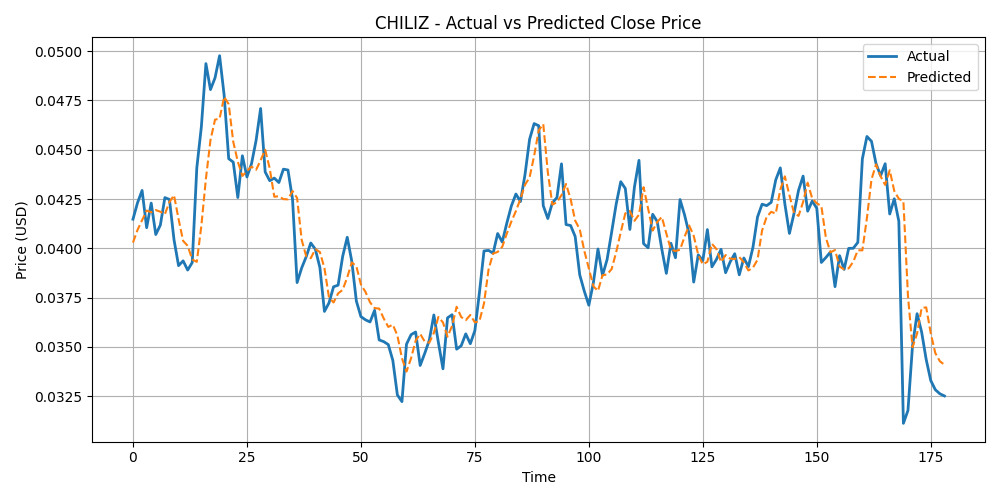 CHILIZ - Actual vs Predicted Close Price
Actual
Predicted
Price (USD)
0.0500
0.0475
0.0450
0.0425
0.0400
0.0375
0.0350
0.0325
0 25 50 75 100 125 150 175
Time